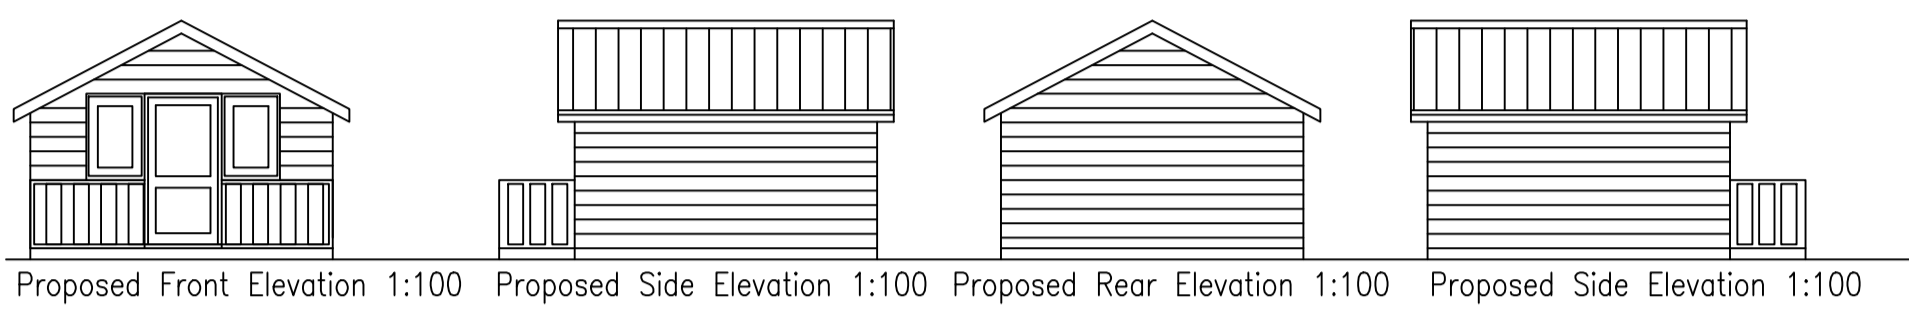 Proposed Front Elevation 1:100
Proposed Side Elevation 1:100
Proposed Rear Elevation 1:100
Proposed Side Elevation 1:100